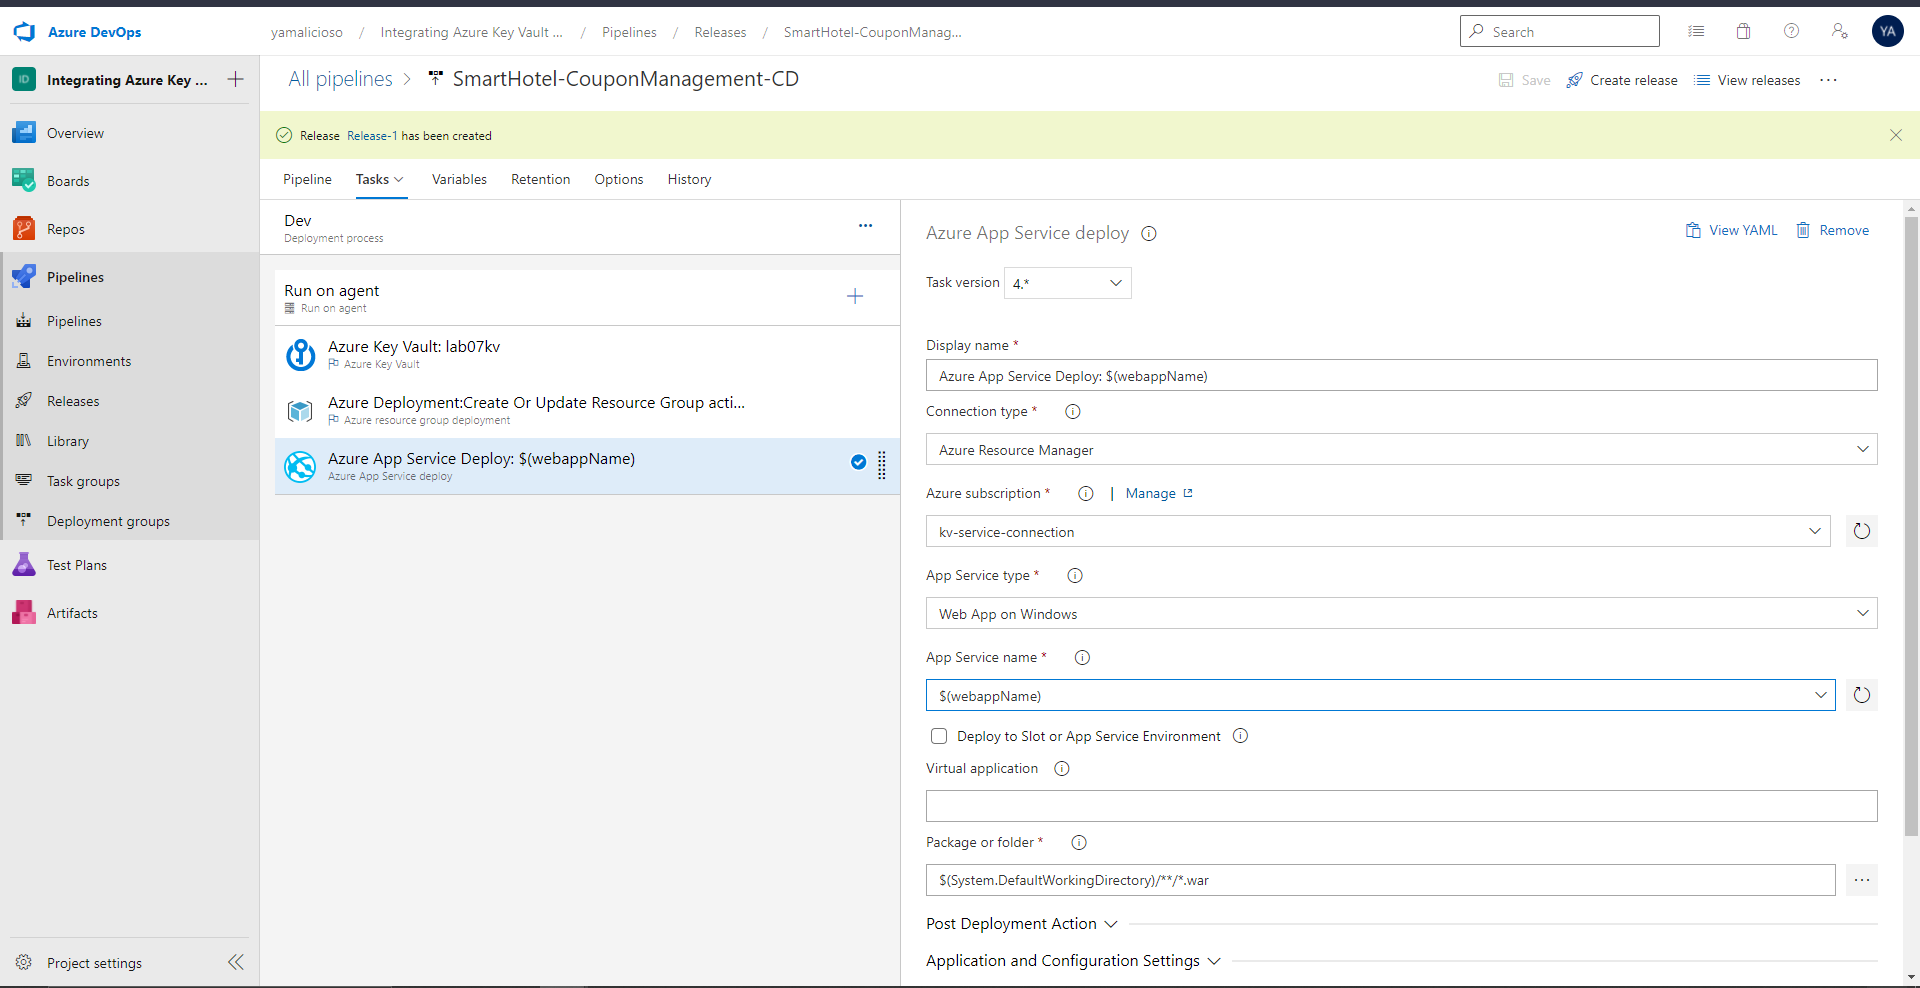 Azure DevOps
yamalicioso / Integrating Azure Key Vault ... / Pipelines / Releases / SmartHotel-CouponManag...
Search
YA
ID
Integrating Azure Key ...
All pipelines > SmartHotel-CouponManagement-CD
Save
Create release
View releases
...
Overview
Boards
Repos
Pipelines
Pipelines
Environments
Releases
Library
Task groups
Deployment groups
Test Plans
Artifacts
Project settings
Release Release-1 has been created
Pipeline Tasks Variables Retention Options History
Dev
Deployment process
...
Run on agent
Run on agent
Azure Key Vault: lab07kv
Azure Key Vault
Azure Deployment:Create Or Update Resource Group acti...
Azure resource group deployment
Azure App Service Deploy: $(webappName)
Azure App Service deploy
Azure App Service deploy
View YAML
Remove
Task version 4.*
Display name *
Azure App Service Deploy: $(webappName)
Connection type *
Azure Resource Manager
Azure subscription * | Manage
kv-service-connection
App Service type *
Web App on Windows
App Service name *
$(webappName)
Deploy to Slot or App Service Environment
Virtual application
Package or folder *
$(System.DefaultWorkingDirectory)/**/*.war
...
Post Deployment Action
Application and Configuration Settings